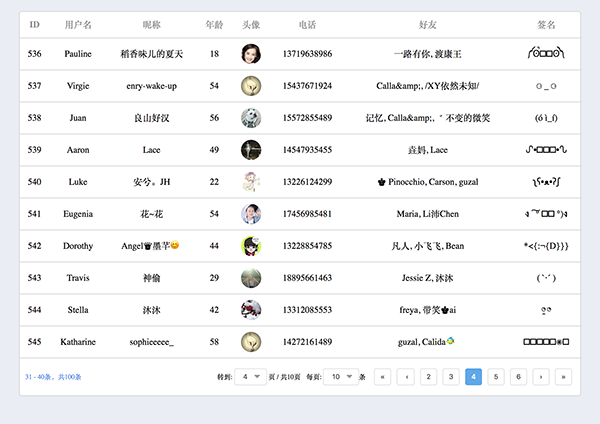 ID 用户名 昵称 年龄 头像 电话 好友 签名
536 Pauline 稻香味儿的夏天 18 13719638986 一路有你, 渡康王
537 Virgie enry-wake-up 54 15437671924 Calla&amp;, /XY依然未知/
538 Juan 良山好汉 56 15572855489 记忆, Calla&amp;, ゛不变的微笑 (ó ì_í)
539 Aaron Lace 49 14547935455 垚妈, Lace
540 Luke 安兮。JH 22 13226124299 ♚ Pinocchio, Carson, guzal
541 Eugenia 花~花 54 17456985481 Maria, Li沛Chen
542 Dorothy Angel♛墨芊😊 44 13228854785 凡人, 小飞飞, Bean *<{:¬{D}}}
543 Travis 神偷 29 18895661463 Jessie Z, 沐沐 ( ˋ·ˊ )
544 Stella 沐沐 42 13312085553 freya, 带笑♚ai
545 Katharine sophieeeee_ 58 14272161489 guzal, Calida
31 - 40条，共100条 转到: 4 页 / 共10页 每页: 10 条 « ‹ 2 3 4 5 6 › »